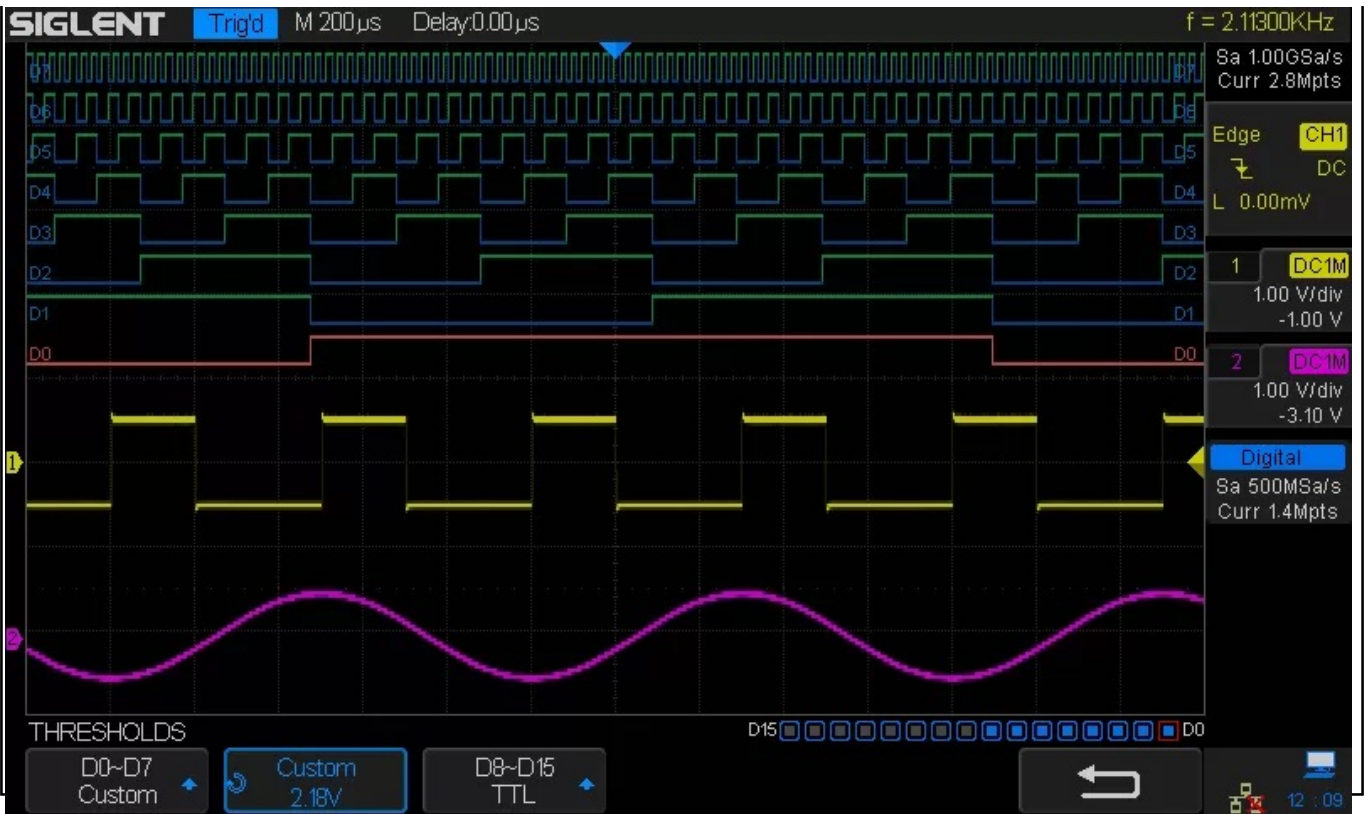 SIGLENT Trig'd M 200μs Delay:0.00μs f = 2.11300KHz
Sa 1.00GSa/s
Curr 2.8Mpts
D7 D7
D6 D6
Edge CH1
D5 D5
DC
D4 D4
L 0.00mV
D3 D3
D2 D2
1 DC1M
1.00 V/div
-1.00 V
D1 D1
D0 D0
2 DC1M
1.00 V/div
-3.10 V
1
Digital
Sa 500MSa/s
Curr 1.4Mpts
2
THRESHOLDS D15 D0
D0~D7
Custom
Custom
2.18V
D8~D15
TTL
12 : 09